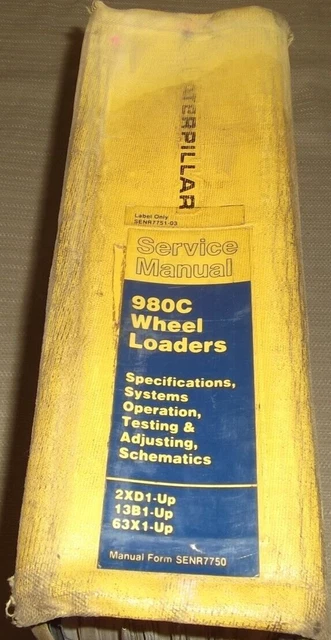 CATERPILLAR
Label Only
SENR7751-03
Service
Manual
980C
Wheel
Loaders
Specifications,
Systems
Operation,
Testing &
Adjusting,
Schematics
2XD1-Up
13B1-Up
63X1-Up
Manual Form SENR7750